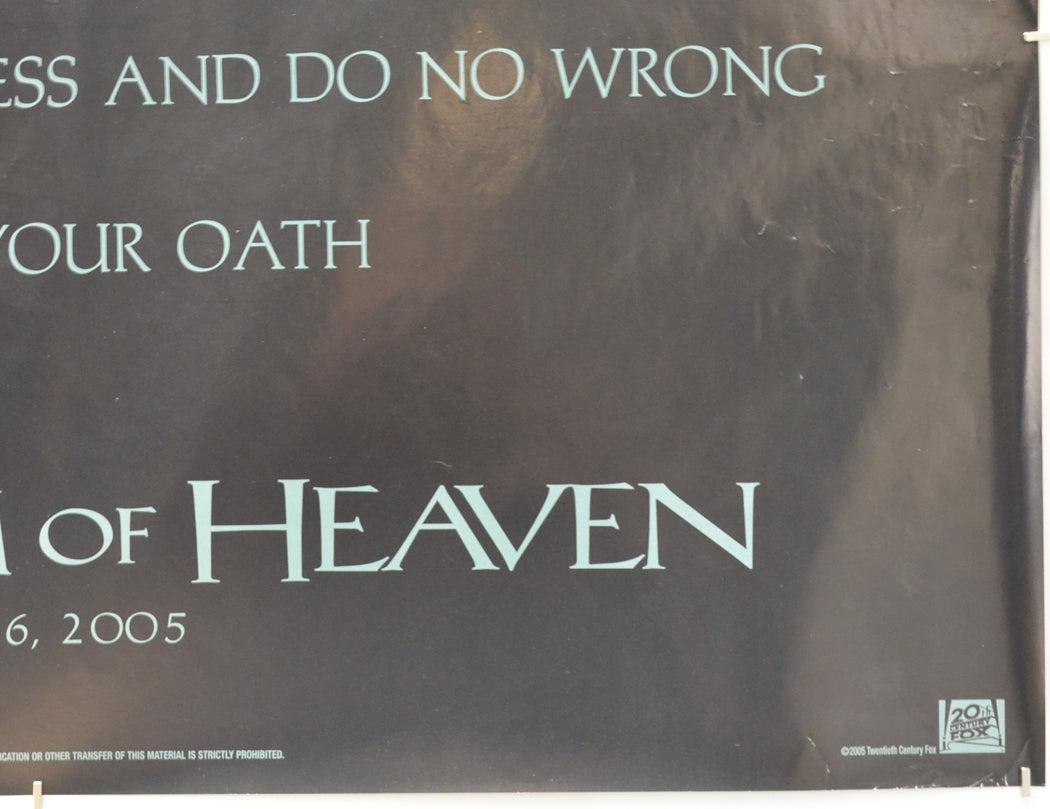 ESS AND DO NO WRONG
YOUR OATH
OF HEAVEN
6, 2005
ICATION OR OTHER TRANSFER OF THIS MATERIAL IS STRICTLY PROHIBITED.
©2005 Twentieth Century Fox
20th
CENTURY
FOX